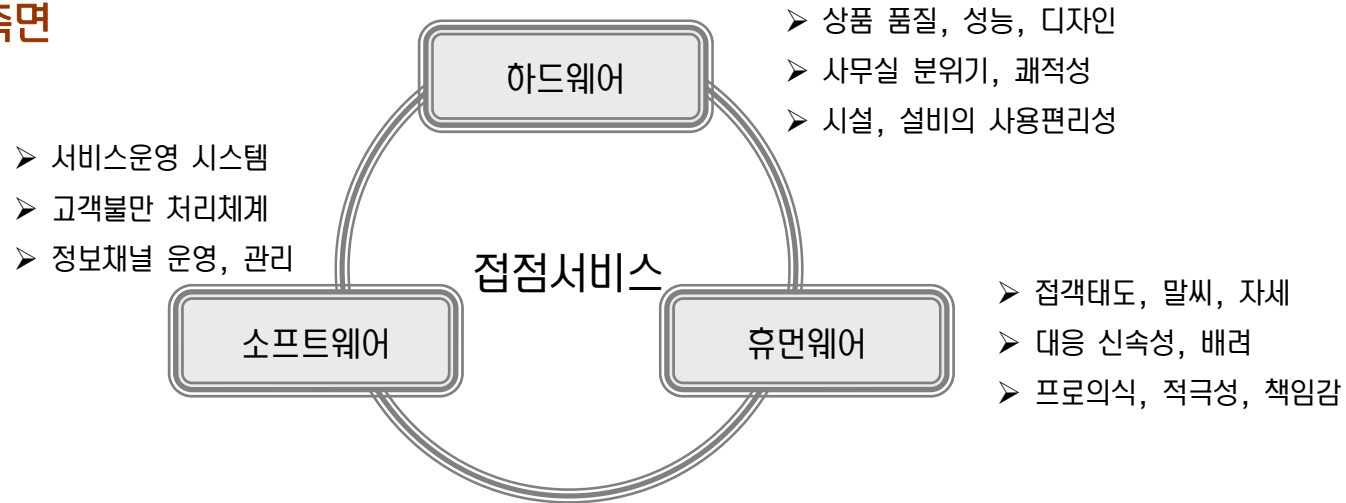 측면
하드웨어
➢ 상품 품질, 성능, 디자인
➢ 사무실 분위기, 쾌적성
➢ 시설, 설비의 사용편리성
➢ 서비스운영 시스템
➢ 고객불만 처리체계
➢ 정보채널 운영, 관리
접점서비스
소프트웨어
휴먼웨어
➢ 접객태도, 말씨, 자세
➢ 대응 신속성, 배려
➢ 프로의식, 적극성, 책임감